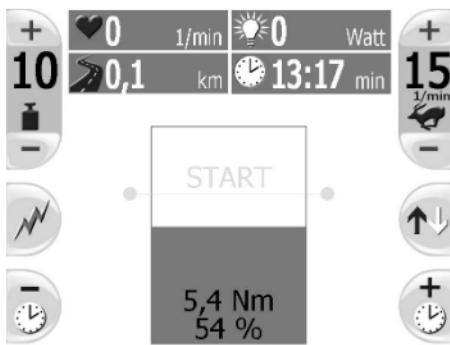 + 0 1/min 0 Watt +
10 0,1 km 13:17 min 15
1/min
− −
START
− +
5,4 Nm
54 %